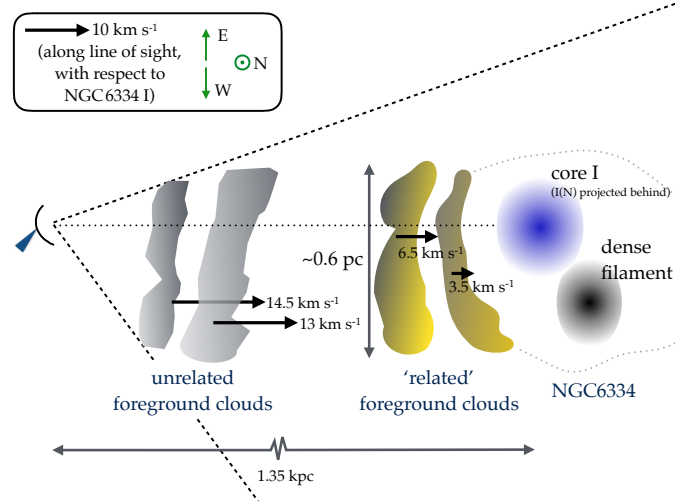 10 km s⁻¹
(along line of sight,
with respect to
NGC6334 I)
E
N
W
core I
(I(N) projected behind)
dense
filament
~0.6 pc
6.5 km s⁻¹
3.5 km s⁻¹
14.5 km s⁻¹
13 km s⁻¹
unrelated
foreground clouds
'related'
foreground clouds
NGC6334
1.35 kpc